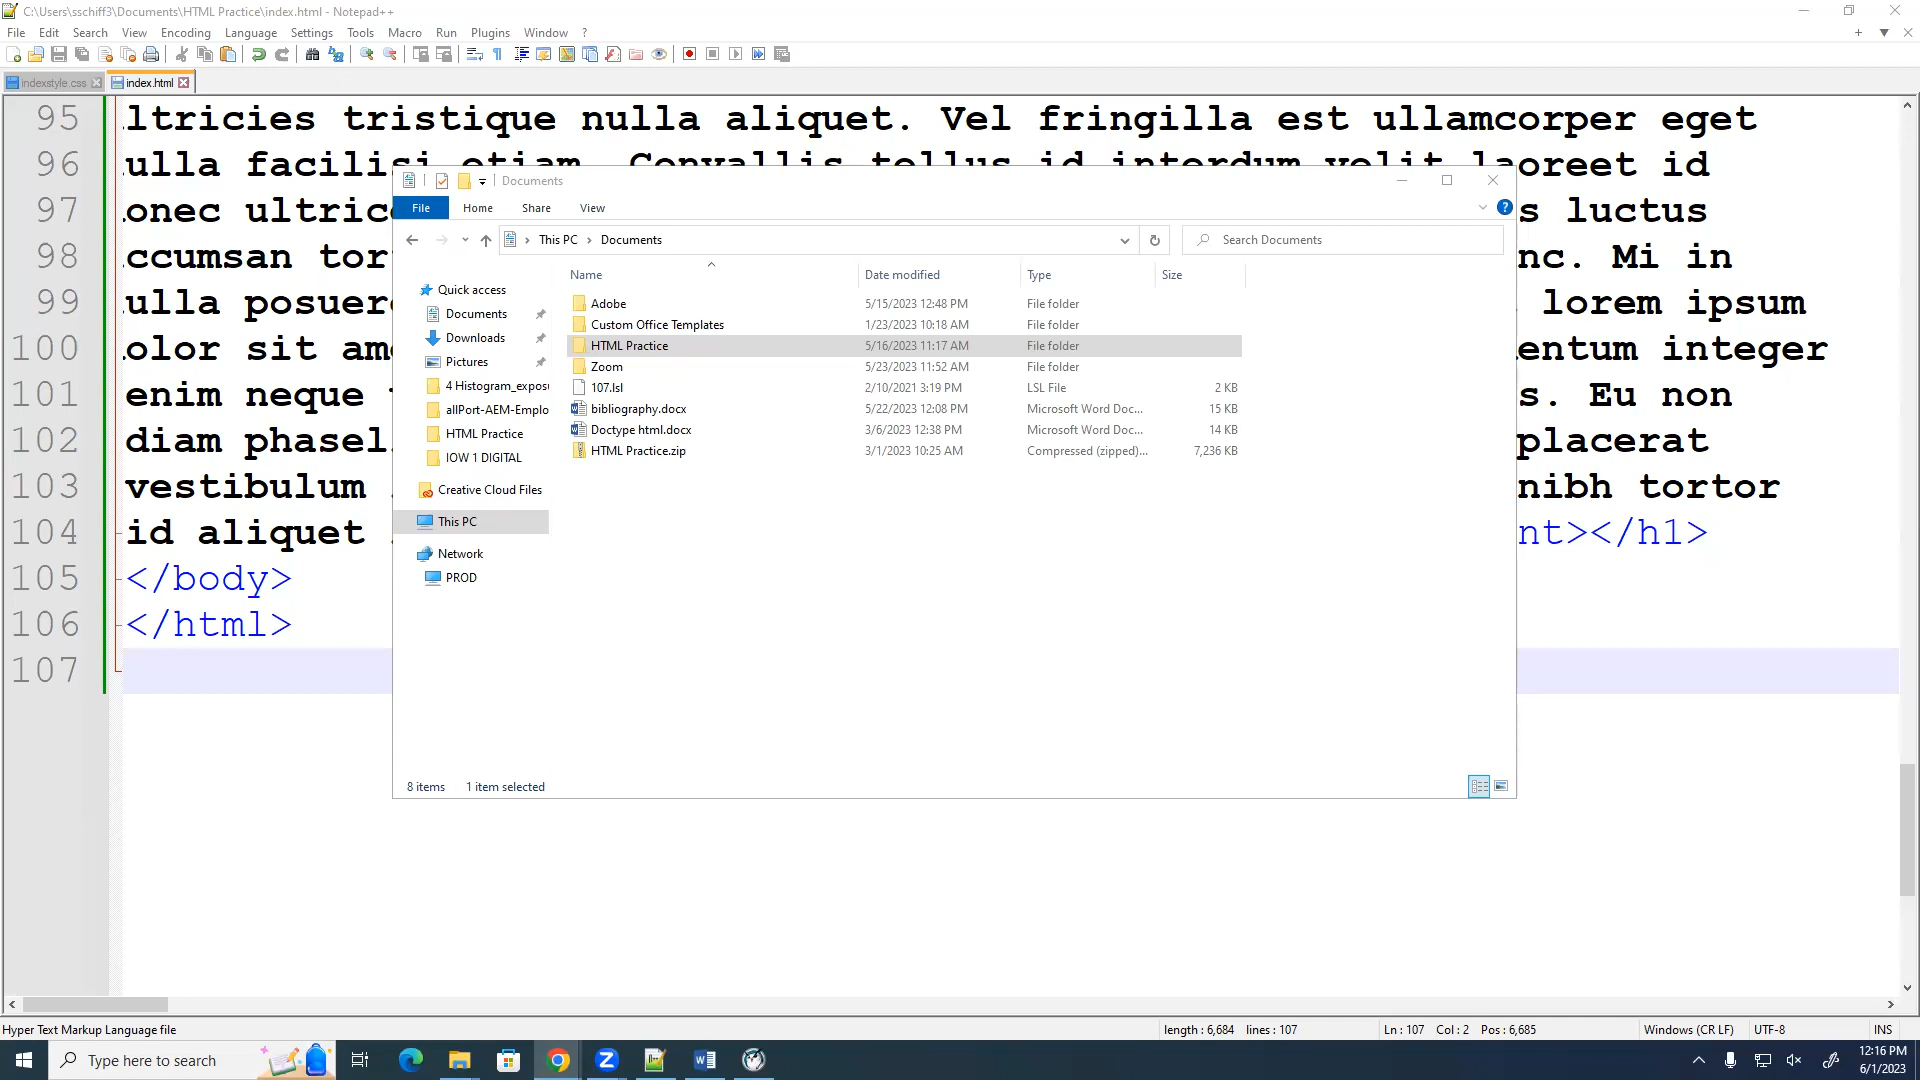 C:\Users\sschiff3\Documents\HTML Practice\index.html - Notepad++
File Edit Search View Encoding Language Settings Tools Macro Run Plugins Window ?
indexstyle.css index.html
95 ltricies tristique nulla aliquet. Vel fringilla est ullamcorper eget
96 ulla facilisi etiam. Convallis tellus id interdum velit laoreet id
97 onec ultric s luctus
98 ccumsan tor nc. Mi in
99 ulla posuer lorem ipsum
100 olor sit am entum integer
101 enim neque s. Eu non
102 diam phasel placerat
103 vestibulum nibh tortor
104 id aliquet nt></h1>
105 </body>
106 </html>
107
Documents
File Home Share View
This PC > Documents
Search Documents
Name Date modified Type Size
Quick access
Documents
Downloads
Pictures
4 Histogram_expos
allPort-AEM-Emplo
HTML Practice
IOW 1 DIGITAL
Creative Cloud Files
This PC
Network
PROD
Adobe 5/15/2023 12:48 PM File folder
Custom Office Templates 1/23/2023 10:18 AM File folder
HTML Practice 5/16/2023 11:17 AM File folder
Zoom 5/23/2023 11:52 AM File folder
107.lsl 2/10/2021 3:19 PM LSL File 2 KB
bibliography.docx 5/22/2023 12:08 PM Microsoft Word Doc... 15 KB
Doctype html.docx 3/6/2023 12:38 PM Microsoft Word Doc... 14 KB
HTML Practice.zip 3/1/2023 10:25 AM Compressed (zipped)... 7,236 KB
8 items 1 item selected
Hyper Text Markup Language file length : 6,684 lines : 107 Ln : 107 Col : 2 Pos : 6,685 Windows (CR LF) UTF-8 INS
Type here to search
12:16 PM
6/1/2023